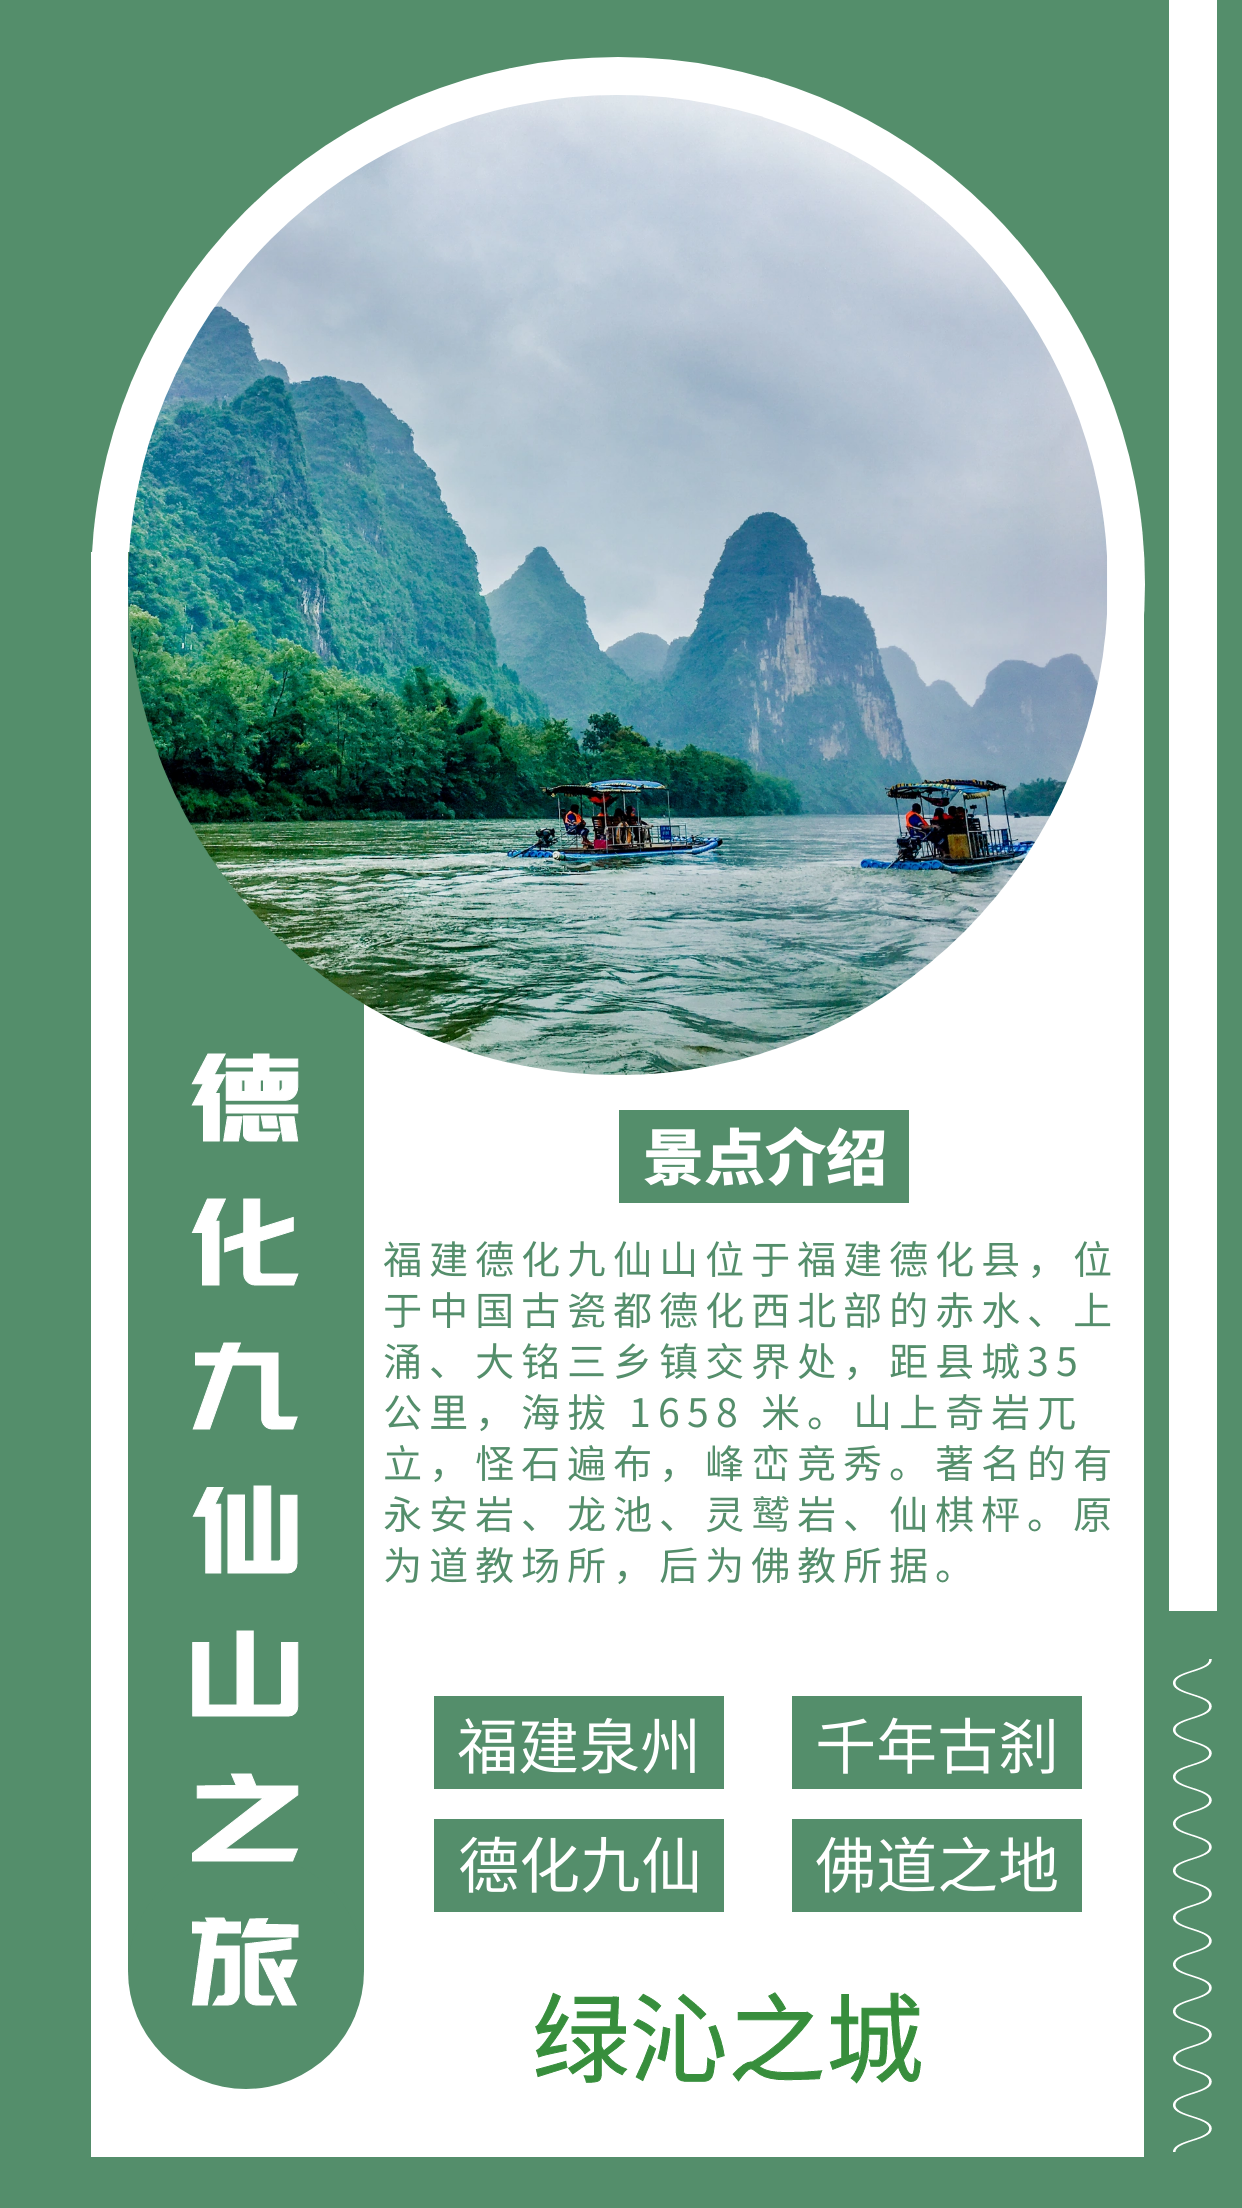 德化九仙山之旅
景点介绍
福建德化九仙山位于福建德化县，位
于中国古瓷都德化西北部的赤水、上
涌、大铭三乡镇交界处，距县城35
公里，海拔 1658 米。山上奇岩兀
立，怪石遍布，峰峦竞秀。著名的有
永安岩、龙池、灵鹫岩、仙棋枰。原
为道教场所，后为佛教所据。
福建泉州
千年古刹
德化九仙
佛道之地
绿沁之城